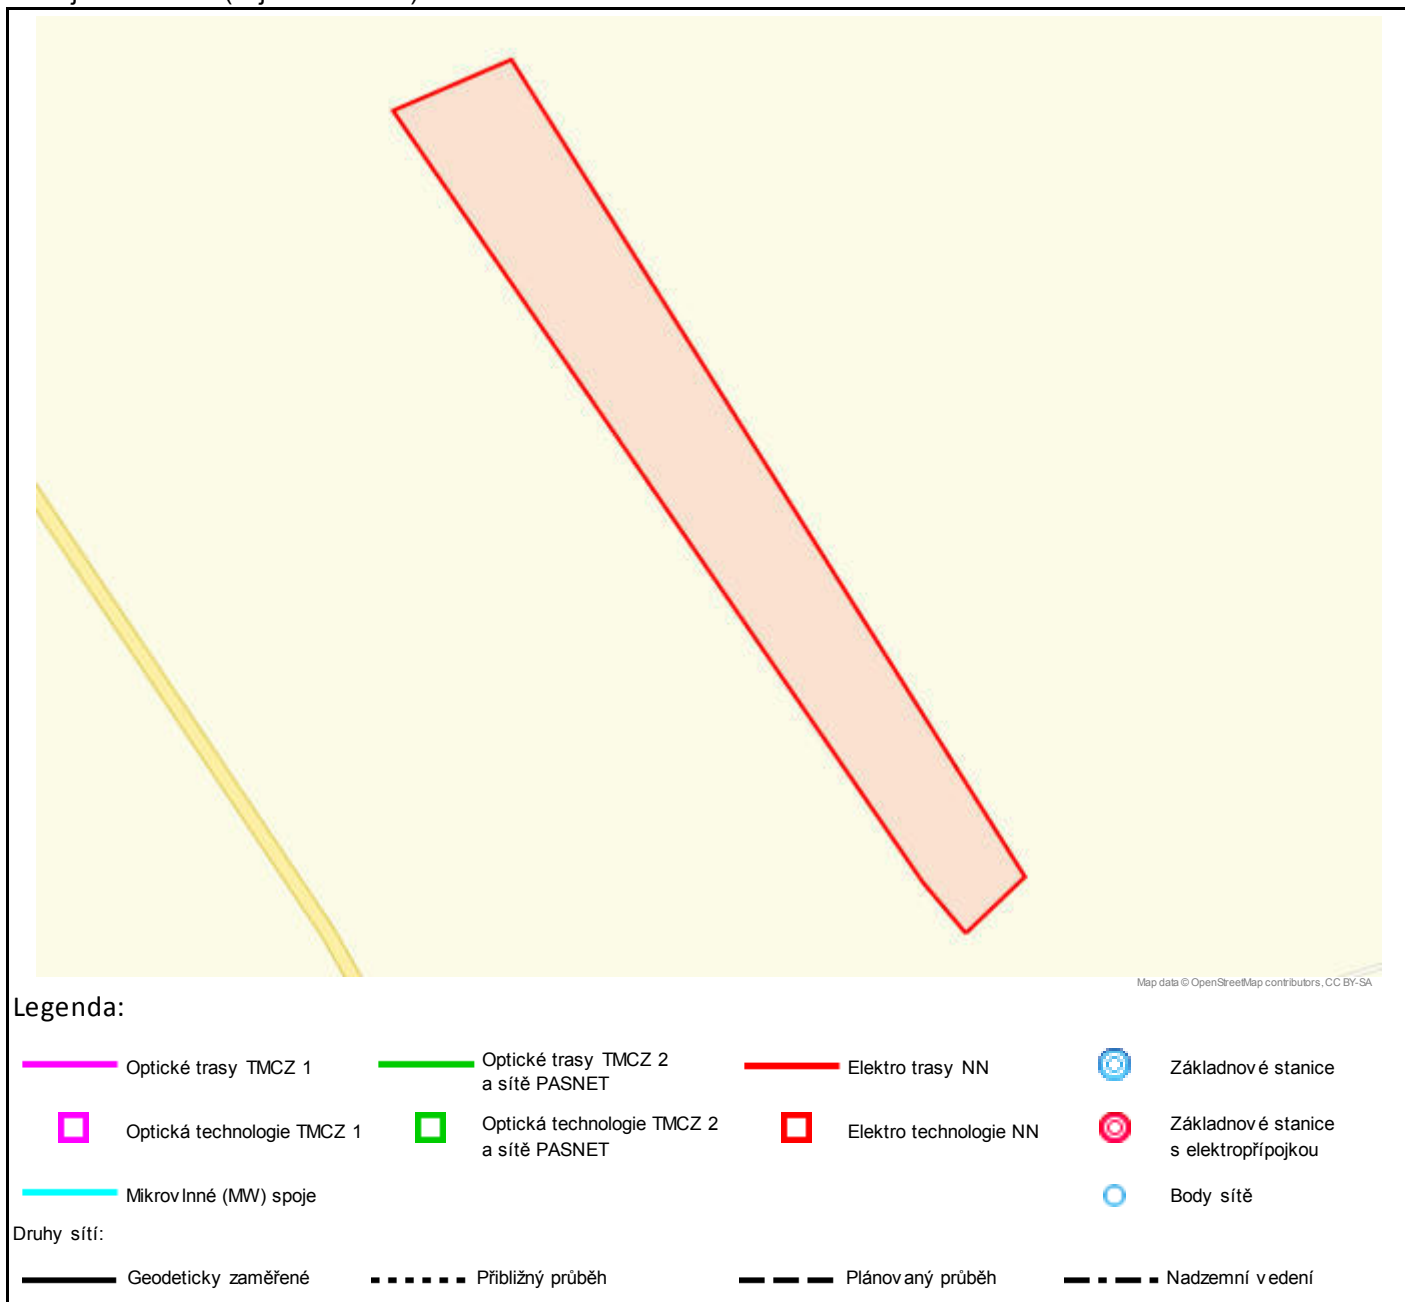 Map data © OpenStreetMap contributors, CC BY-SA
Legenda:
Optické trasy TMCZ 1
Optické trasy TMCZ 2
a sítě PASNET
Elektro trasy NN
Základnové stanice
Optická technologie TMCZ 1
Optická technologie TMCZ 2
a sítě PASNET
Elektro technologie NN
Základnové stanice
s elektropřípojkou
Mikrovlnné (MW) spoje
Body sítě
Druhy sítí:
Geodeticky zaměřené
Přibližný průběh
Plánovaný průběh
Nadzemní vedení